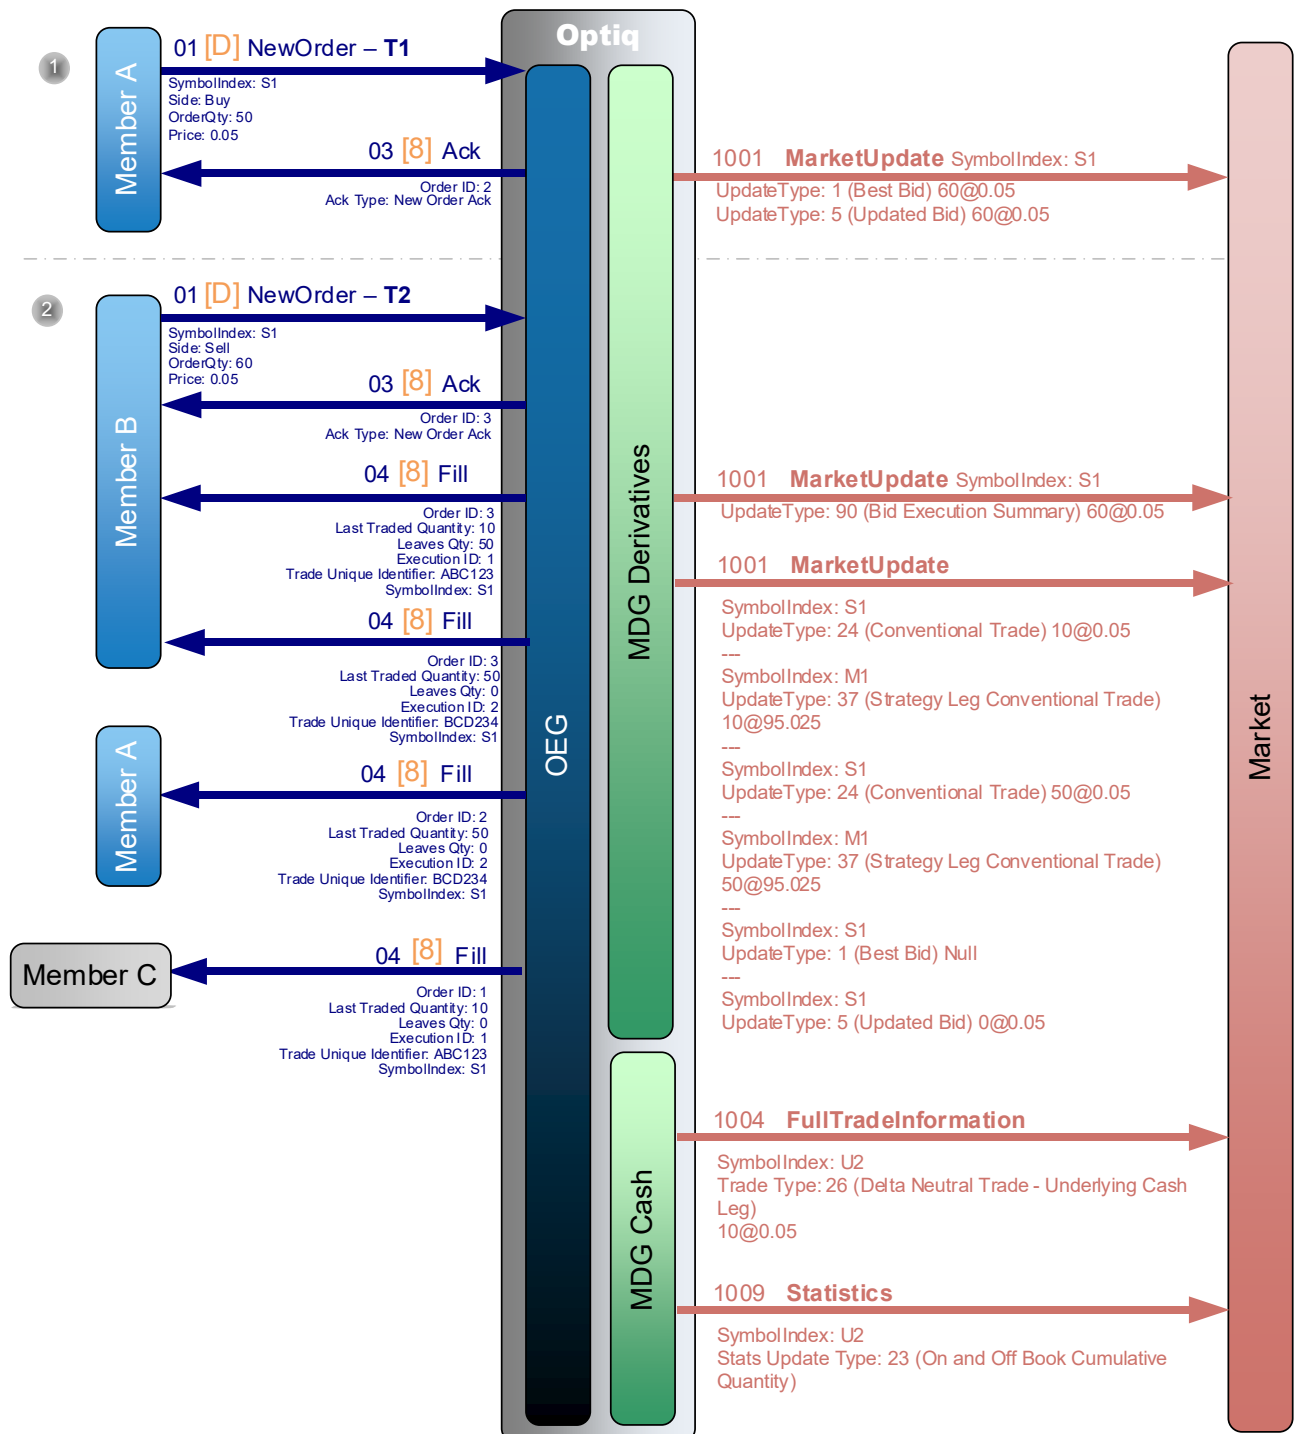 Optiq
1
Member A
01 [D] NewOrder – T1
SymbolIndex: S1
Side: Buy
OrderQty: 50
Price: 0.05
03 [8] Ack
Order ID: 2
Ack Type: New Order Ack
1001 MarketUpdate SymbolIndex: S1
UpdateType: 1 (Best Bid) 60@0.05
UpdateType: 5 (Updated Bid) 60@0.05
2
Member B
01 [D] NewOrder – T2
SymbolIndex: S1
Side: Sell
OrderQty: 60
Price: 0.05
03 [8] Ack
Order ID: 3
Ack Type: New Order Ack
04 [8] Fill
Order ID: 3
Last Traded Quantity: 10
Leaves Qty: 50
Execution ID: 1
Trade Unique Identifier: ABC123
SymbolIndex: S1
04 [8] Fill
Order ID: 3
Last Traded Quantity: 50
Leaves Qty: 0
Execution ID: 2
Trade Unique Identifier: BCD234
SymbolIndex: S1
Member A
04 [8] Fill
Order ID: 2
Last Traded Quantity: 50
Leaves Qty: 0
Execution ID: 2
Trade Unique Identifier: BCD234
SymbolIndex: S1
Member C
04 [8] Fill
Order ID: 1
Last Traded Quantity: 10
Leaves Qty: 0
Execution ID: 1
Trade Unique Identifier: ABC123
SymbolIndex: S1
OEG
MDG Derivatives
MDG Cash
1001 MarketUpdate SymbolIndex: S1
UpdateType: 90 (Bid Execution Summary) 60@0.05
1001 MarketUpdate
SymbolIndex: S1
UpdateType: 24 (Conventional Trade) 10@0.05
---
SymbolIndex: M1
UpdateType: 37 (Strategy Leg Conventional Trade)
10@95.025
---
SymbolIndex: S1
UpdateType: 24 (Conventional Trade) 50@0.05
---
SymbolIndex: M1
UpdateType: 37 (Strategy Leg Conventional Trade)
50@95.025
---
SymbolIndex: S1
UpdateType: 1 (Best Bid) Null
---
SymbolIndex: S1
UpdateType: 5 (Updated Bid) 0@0.05
1004 FullTradeInformation
SymbolIndex: U2
Trade Type: 26 (Delta Neutral Trade - Underlying Cash
Leg)
10@0.05
1009 Statistics
SymbolIndex: U2
Stats Update Type: 23 (On and Off Book Cumulative
Quantity)
Market